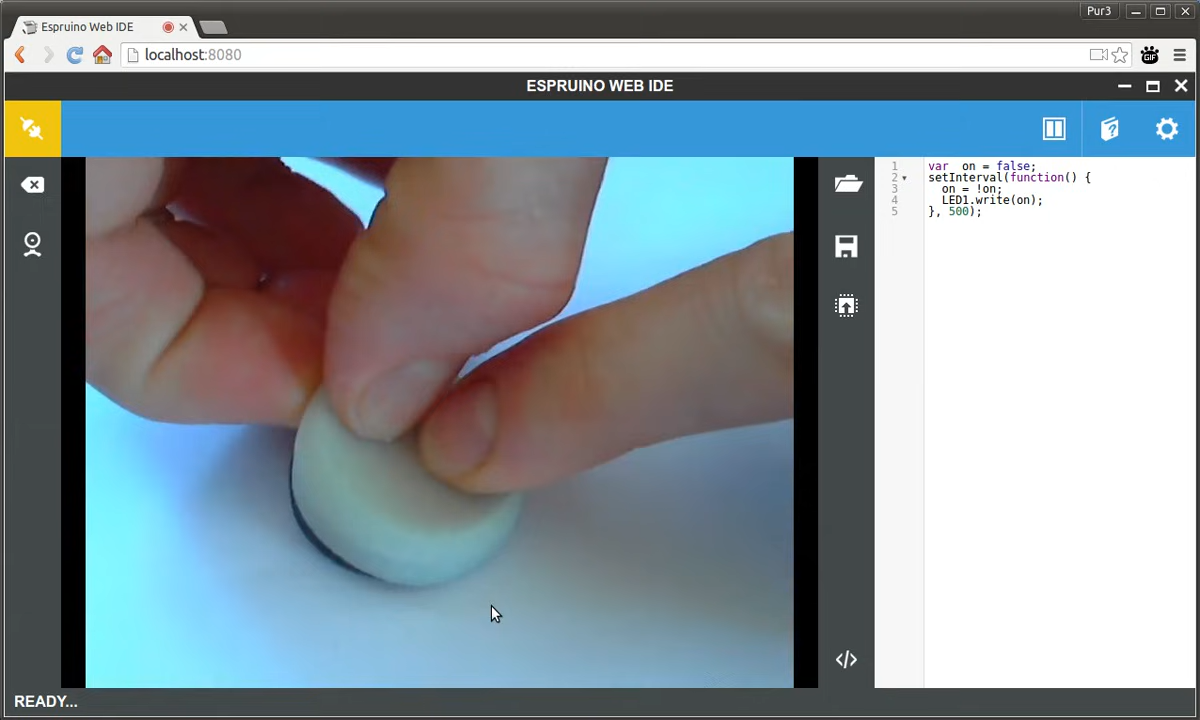 Pur3
Espruino Web IDE
localhost:8080
GIF
ESPRUINO WEB IDE
?
1 var  on = false;
2 setInterval(function() {
3   on = !on;
4   LED1.write(on);
5 }, 500);
</>
READY...